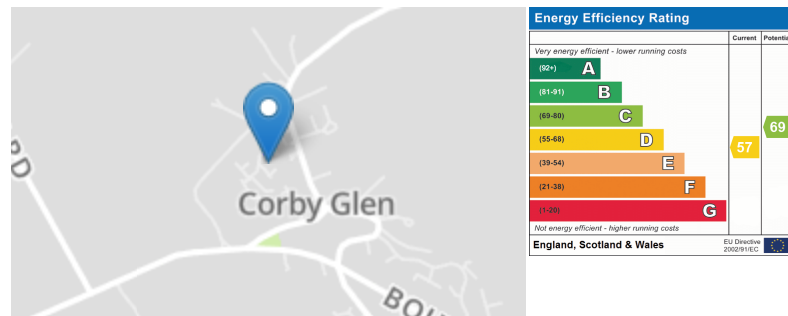 RD
Corby Glen
BOU
Energy Efficiency Rating
Current
Potentia
Very energy efficient - lower running costs
(92+) A
(81-91) B
(69-80) C
(55-68) D
(39-54) E
(21-38) F
(1-20) G
57
69
Not energy efficient - higher running costs
England, Scotland & Wales
EU Directive
2002/91/EC